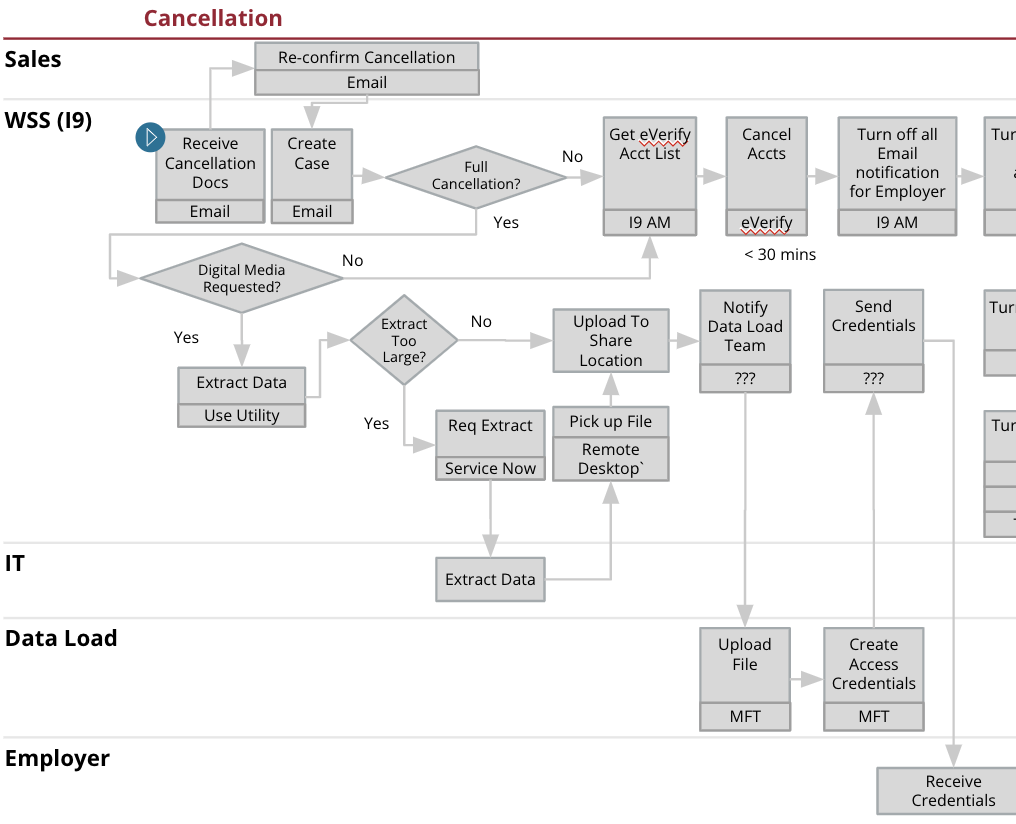 Cancellation
Sales
Re-confirm Cancellation
Email
WSS (I9)
Receive
Cancellation
Docs
Email
Create
Case
Email
Full
Cancellation?
No
Yes
Get eVerify
Acct List
I9 AM
Cancel
Accts
eVerify
< 30 mins
Turn off all
Email
notification
for Employer
I9 AM
Tur
a
Digital Media
Requested?
No
Yes
Extract Data
Use Utility
Extract
Too
Large?
No
Yes
Req Extract
Service Now
Upload To
Share
Location
Pick up File
Remote
Desktop`
Notify
Data Load
Team
???
Send
Credentials
???
Turn
Tur
IT
Extract Data
Data Load
Upload
File
MFT
Create
Access
Credentials
MFT
Employer
Receive
Credentials